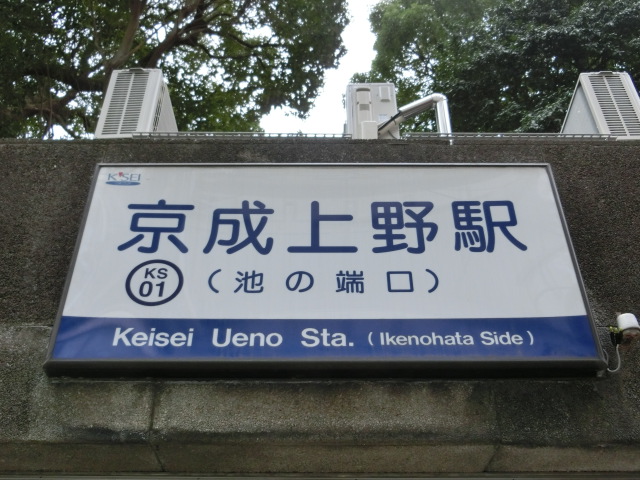 KSEI
京成上野駅
KS
01
(池の端口)
Keisei Ueno Sta. (Ikenohata Side)